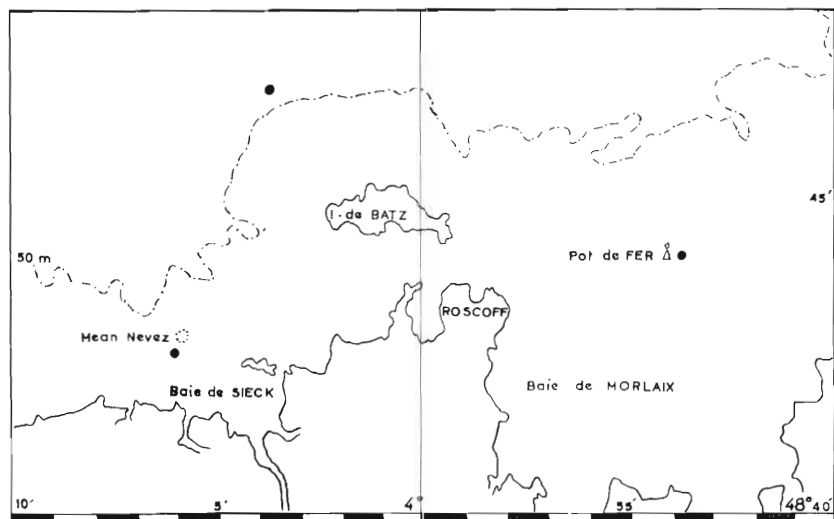 45′
I. de BATZ
50 m
Pot de FER
ROSCOFF
Mean Nevez
Baie de SIECK
Baie de MORLAIX
10′
5′
4°
55′
48° 40′